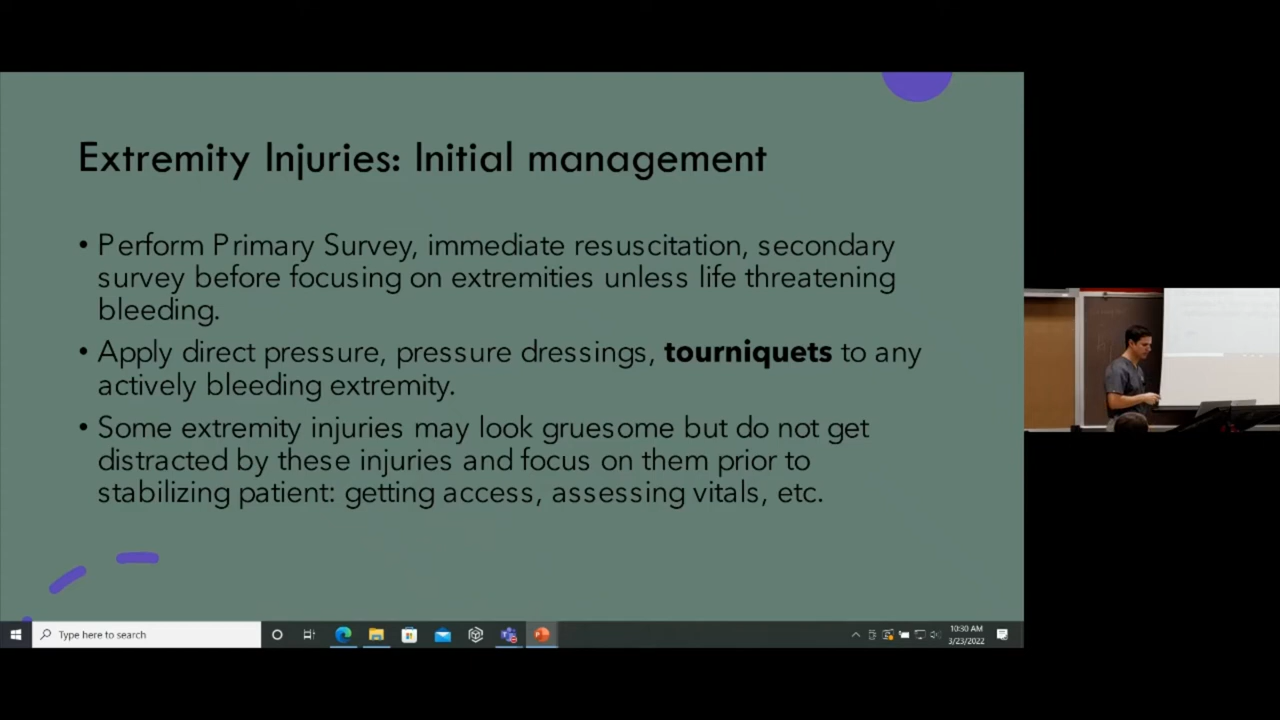 Extremity Injuries: Initial management
• Perform Primary Survey, immediate resuscitation, secondary
survey before focusing on extremities unless life threatening
bleeding.
• Apply direct pressure, pressure dressings, tourniquets to any
actively bleeding extremity.
• Some extremity injuries may look gruesome but do not get
distracted by these injuries and focus on them prior to
stabilizing patient: getting access, assessing vitals, etc.
Type here to search
10:30 AM
3/23/2022